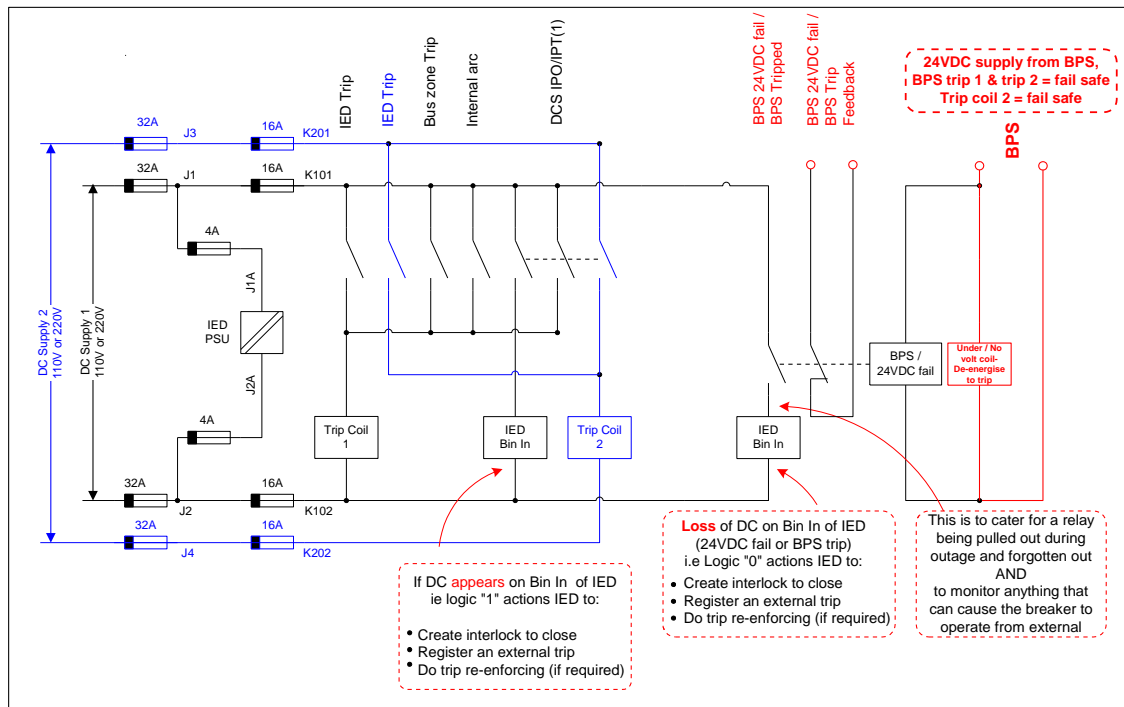 IED Trip
IED Trip
Bus zone Trip
Internal arc
DCS IPO/IPT(1)
BPS 24VDC fail /
BPS Tripped
BPS 24VDC fail /
BPS Trip
Feedback
24VDC supply from BPS,
BPS trip 1 & trip 2 = fail safe
Trip coil 2 = fail safe
BPS
32A
J3
16A
K201
32A
J1
16A
K101
4A
J1A
DC Supply 2
110V or 220V
DC Supply 1
110V or 220V
IED
PSU
J2A
4A
BPS /
24VDC fail
Under / No
volt coil-
De-energise
to trip
Trip Coil
1
IED
Bin In
Trip Coil
2
IED
Bin In
32A
J2
16A
K102
32A
J4
16A
K202
If DC appears on Bin In of IED
ie logic "1" actions IED to:
• Create interlock to close
• Register an external trip
• Do trip re-enforcing (if required)
Loss of DC on Bin In of IED
(24VDC fail or BPS trip)
i.e Logic "0" actions IED to:
• Create interlock to close
• Register an external trip
• Do trip re-enforcing (if required)
This is to cater for a relay
being pulled out during
outage and forgotten out
AND
to monitor anything that
can cause the breaker to
operate from external